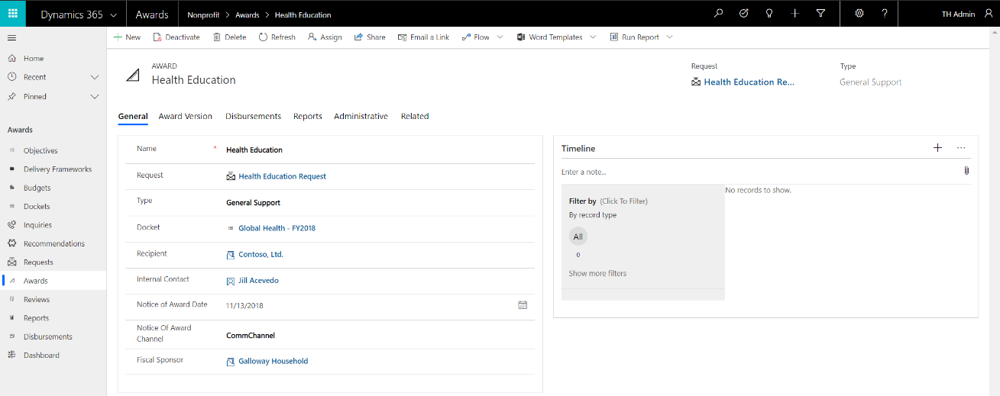 Dynamics 365 Awards Nonprofit > Awards > Health Education TH Admin
New Deactivate Delete Refresh Assign Share Email a Link Flow Word Templates Run Report
Home
Recent
Pinned
Awards
Objectives
Delivery Frameworks
Budgets
Dockets
Inquiries
Recommendations
Requests
Awards
Reviews
Reports
Disbursements
Dashboard
AWARD
Health Education
Request
Health Education Re...
Type
General Support
General Award Version Disbursements Reports Administrative Related
Name * Health Education
Request Health Education Request
Type General Support
Docket Global Health - FY2018
Recipient Contoso, Ltd.
Internal Contact Jill Acevedo
Notice of Award Date 11/13/2018
Notice Of Award
Channel
CommChannel
Fiscal Sponsor Galloway Household
Timeline
Enter a note...
Filter by (Click To Filter)
By record type
All
0
Show more filters
No records to show.